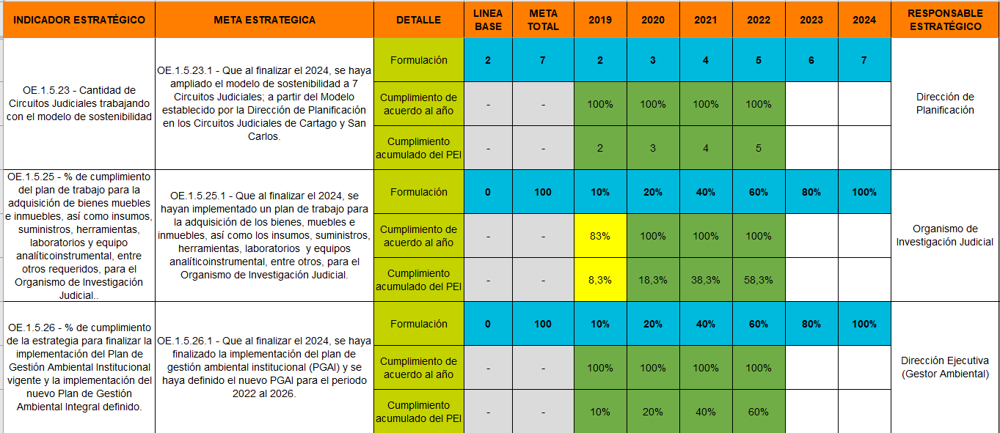 INDICADOR ESTRATÉGICO
META ESTRATEGICA
DETALLE
LINEA
BASE
META
TOTAL
2019
2020
2021
2022
2023
2024
RESPONSABLE
ESTRATÉGICO
OE.1.5.23 - Cantidad de
Circuitos Judiciales trabajando
con el modelo de sostenibilidad
OE.1.5.23.1 - Que al finalizar el 2024, se haya
ampliado el modelo de sostenibilidad a 7
Circuitos Judiciales; a partir del Modelo
establecido por la Dirección de Planificación
en los Circuitos Judiciales de Cartago y San
Carlos.
Formulación
2
7
2
3
4
5
6
7
Cumplimiento de
acuerdo al año
-
-
100%
100%
100%
100%
Cumplimiento
acumulado del PEI
-
-
2
3
4
5
Dirección de
Planificación
OE.1.5.25 - % de cumplimiento
del plan de trabajo para la
adquisición de bienes muebles
e inmuebles, así como insumos,
suministros, herramientas,
laboratorios y equipo
analíticoinstrumental, entre
otros requeridos, para el
Organismo de Investigación
Judicial..
OE.1.5.25.1 - Que al finalizar el 2024, se
hayan implementado un plan de trabajo para
la adquisición de los bienes, muebles e
inmuebles, así como los insumos, suministros,
herramientas, laboratorios y equipos
analíticoinstrumental, entre otros, para el
Organismo de Investigación Judicial.
Formulación
0
100
10%
20%
40%
60%
80%
100%
Cumplimiento de
acuerdo al año
-
-
83%
100%
100%
100%
Cumplimiento
acumulado del PEI
-
-
8,3%
18,3%
38,3%
58,3%
Organismo de
Investigación Judicial
OE.1.5.26 - % de cumplimiento
de la estrategia para finalizar la
implementación del Plan de
Gestión Ambiental Institucional
vigente y la implementación del
nuevo Plan de Gestión
Ambiental Integral definido.
OE.1.5.26.1 - Que al finalizar el 2024, se haya
finalizado la implementación del plan de
gestión ambiental institucional (PGAI) y se
haya definido el nuevo PGAI para el periodo
2022 al 2026.
Formulación
0
100
10%
20%
40%
60%
80%
100%
Cumplimiento de
acuerdo al año
-
-
100%
100%
100%
100%
Cumplimiento
acumulado del PEI
-
-
10%
20%
40%
60%
Dirección Ejecutiva
(Gestor Ambiental)